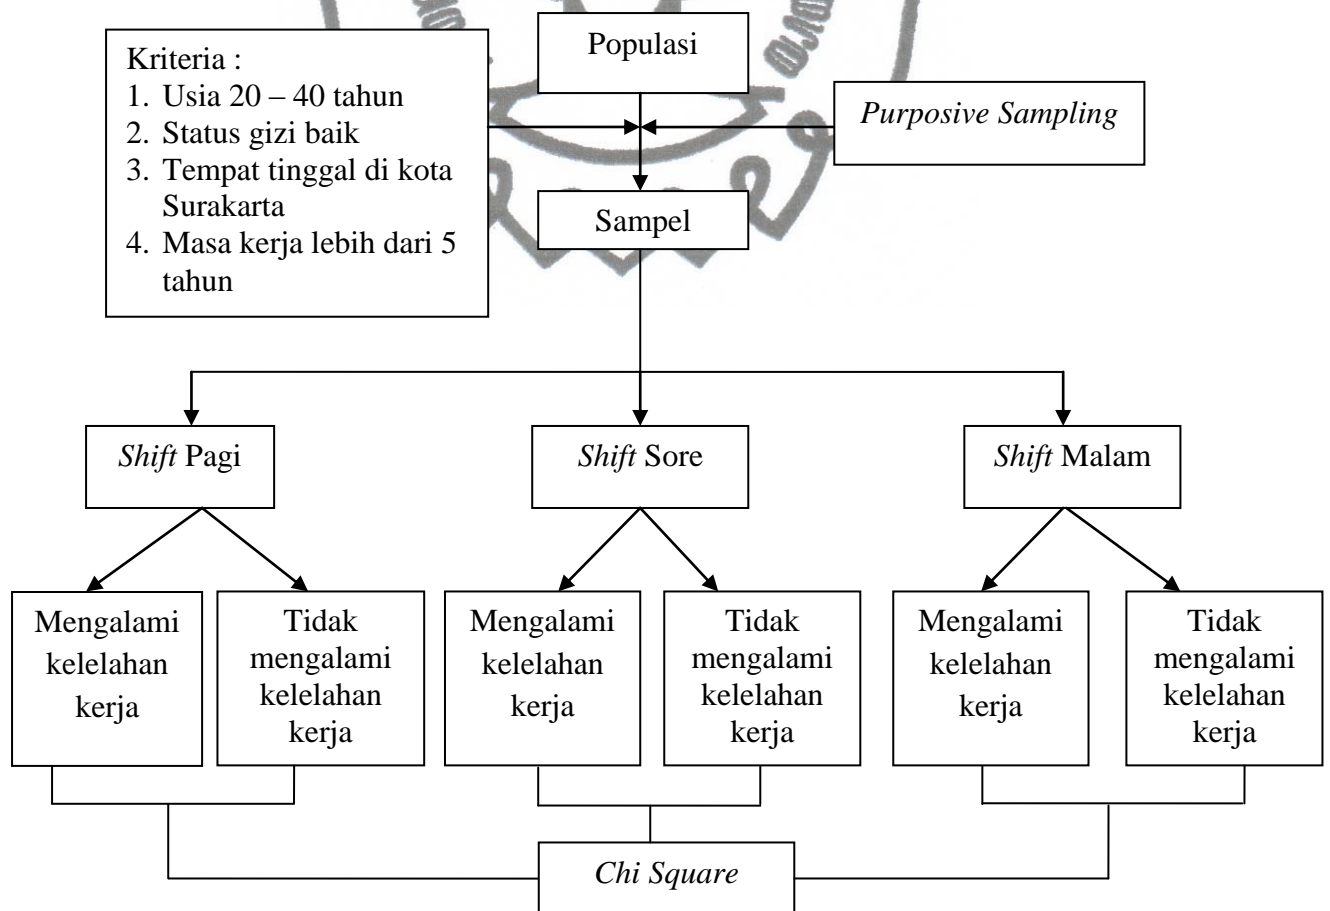 Populasi
Kriteria :
1. Usia 20 – 40 tahun
2. Status gizi baik
3. Tempat tinggal di kota
Surakarta
4. Masa kerja lebih dari 5
tahun
Purposive Sampling
Sampel
Shift Pagi
Shift Sore
Shift Malam
Mengalami
kelelahan
kerja
Tidak
mengalami
kelelahan
kerja
Mengalami
kelelahan
kerja
Tidak
mengalami
kelelahan
kerja
Mengalami
kelelahan
kerja
Tidak
mengalami
kelelahan
kerja
Chi Square